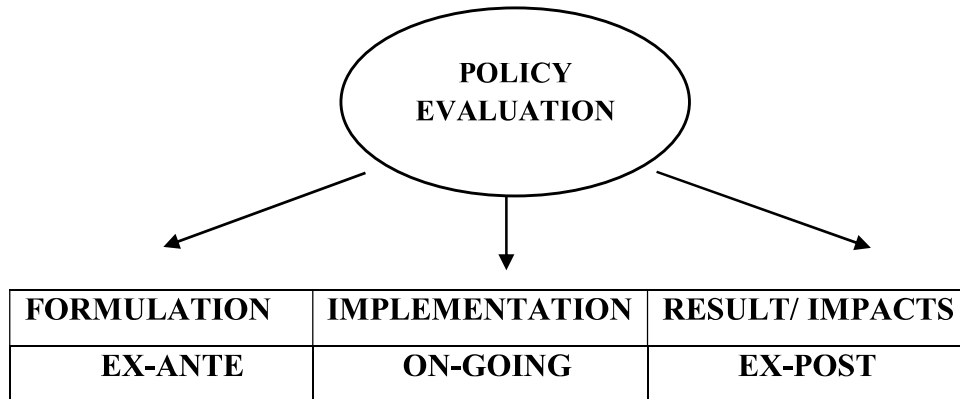 POLICY
EVALUATION
FORMULATION IMPLEMENTATION RESULT/ IMPACTS
EX-ANTE ON-GOING EX-POST